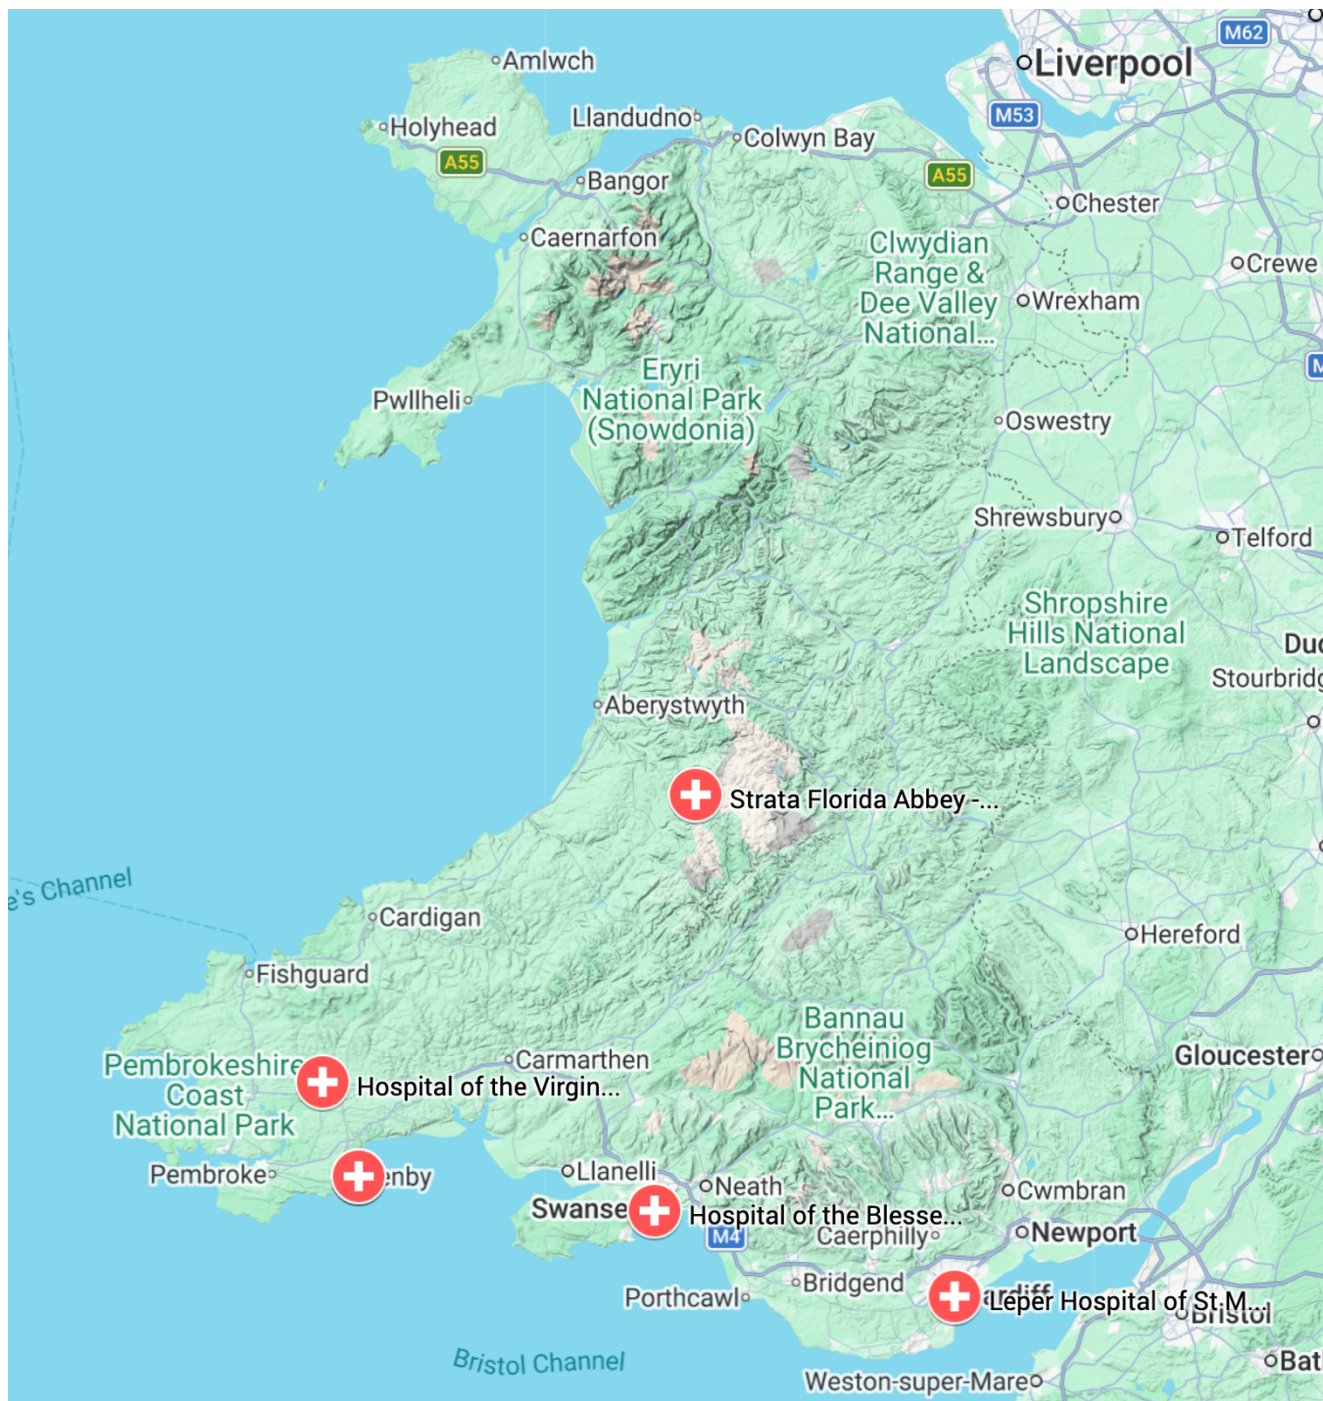 M62
Amlwch
Liverpool
Llandudno
M53
Holyhead
Colwyn Bay
A55
A55
Bangor
Chester
Caernarfon
Clwydian
Range &
Dee Valley
National...
Crewe
Wrexham
Eryri
National Park
(Snowdonia)
Pwllheli
Oswestry
Shrewsbury
Telford
Shropshire
Hills National
Landscape
Dud
Stourbridg
Aberystwyth
Strata Florida Abbey -...
e's Channel
Cardigan
Hereford
Fishguard
Bannau
Brycheiniog
National
Park...
Gloucester
Carmarthen
Pembrokeshire
Coast
National Park
Hospital of the Virgin...
Pembroke
enby
Llanelli
Neath
Cwmbran
Swanse
Hospital of the Blesse...
M4
Caerphilly
Newport
Bridgend
Porthcawl
ardiff
Leper Hospital of St M...
Bristol
Bristol Channel
Bat
Weston-super-Mare